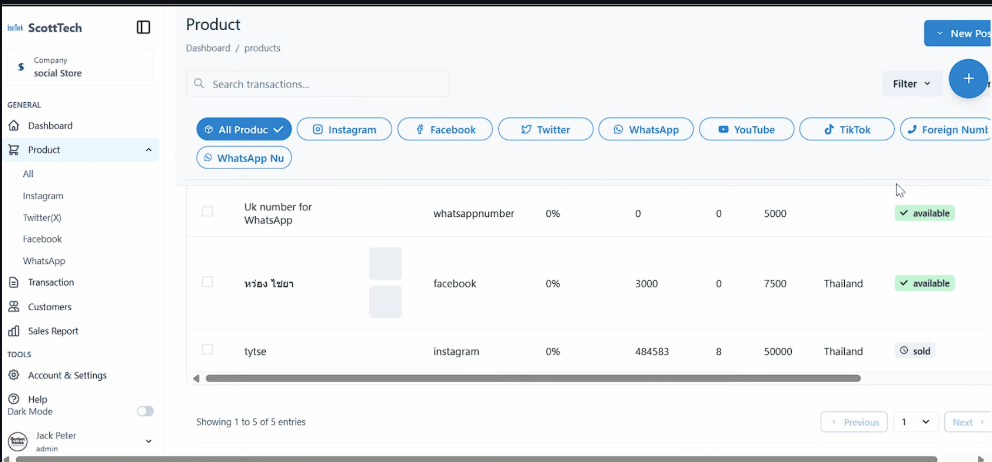 ScottTech
Company
social Store
GENERAL
Dashboard
Product
All
Instagram
Twitter(X)
Facebook
WhatsApp
Transaction
Customers
Sales Report
TOOLS
Account & Settings
Help
Dark Mode
Jack Peter
admin
Product
Dashboard / products
New Pos
Search transactions...
Filter
All Produc
Instagram
Facebook
Twitter
WhatsApp
YouTube
TikTok
Foreign Numb
WhatsApp Nu
Uk number for
WhatsApp
whatsappnumber 0% 0 0 5000 available
หว่อง ไชยา facebook 0% 3000 0 7500 Thailand available
tytse instagram 0% 484583 8 50000 Thailand sold
Showing 1 to 5 of 5 entries
Previous
1
Next